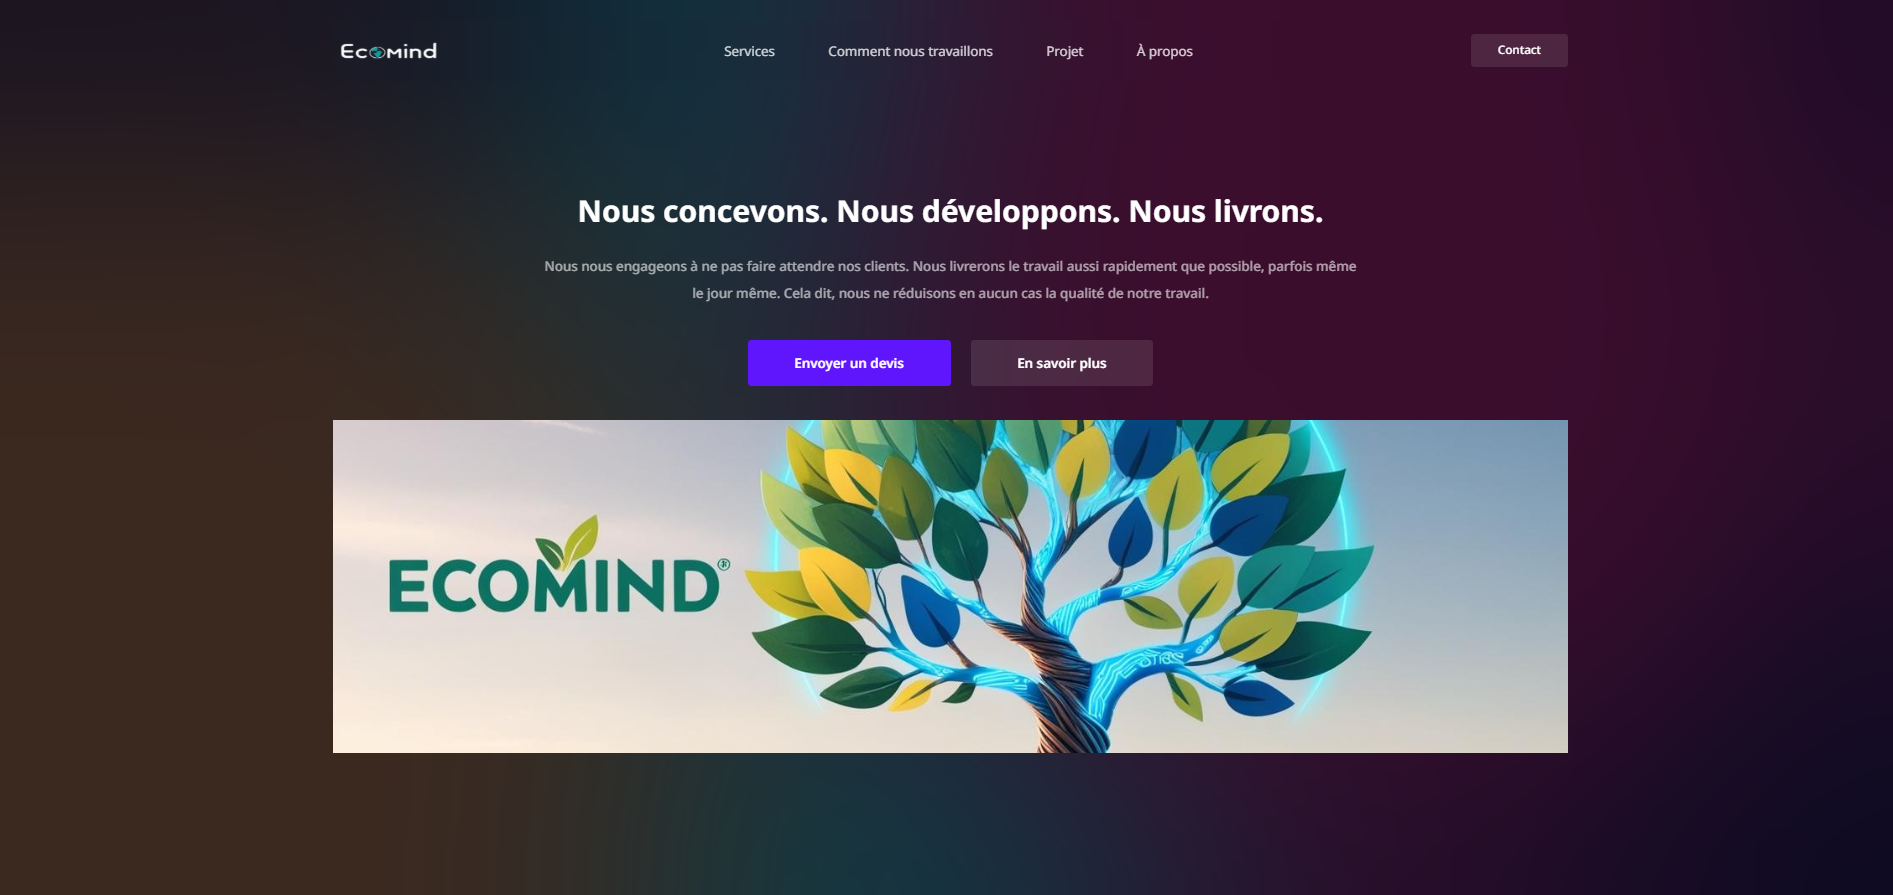 Ecomind
Services
Comment nous travaillons
Projet
À propos
Contact
Nous concevons. Nous développons. Nous livrons.
Nous nous engageons à ne pas faire attendre nos clients. Nous livrerons le travail aussi rapidement que possible, parfois même
le jour même. Cela dit, nous ne réduisons en aucun cas la qualité de notre travail.
Envoyer un devis
En savoir plus
ECOMIND®